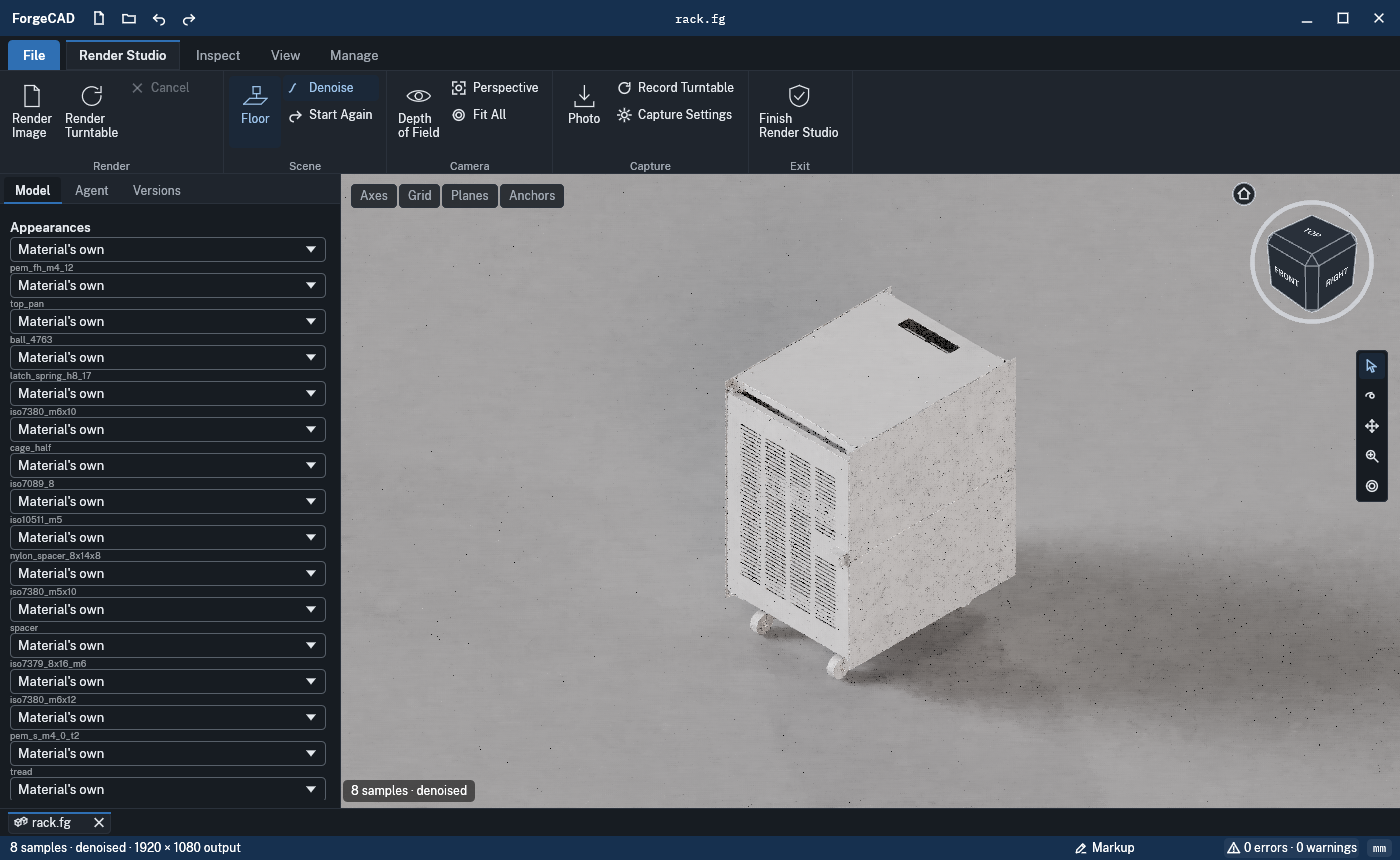 ForgeCAD
rack.fg
File
Render Studio
Inspect
View
Manage
Render Image
Render Turntable
Cancel
Render
Floor
Denoise
Start Again
Scene
Depth of Field
Perspective
Fit All
Camera
Photo
Record Turntable
Capture Settings
Capture
Finish Render Studio
Exit
Model
Agent
Versions
Axes
Grid
Planes
Anchors
TOP
FRONT
RIGHT
Appearances
Material's own
pem_fh_m4_12
Material's own
top_pan
Material's own
ball_4763
Material's own
latch_spring_h8_17
Material's own
iso7380_m6x10
Material's own
cage_half
Material's own
iso7089_8
Material's own
iso10511_m5
Material's own
nylon_spacer_8x14x8
Material's own
iso7380_m5x10
Material's own
spacer
Material's own
iso7379_8x16_m6
Material's own
iso7380_m6x12
Material's own
pem_s_m4_0_t2
Material's own
tread
Material's own
8 samples · denoised
rack.fg
8 samples · denoised · 1920 × 1080 output
Markup
0 errors · 0 warnings
mm